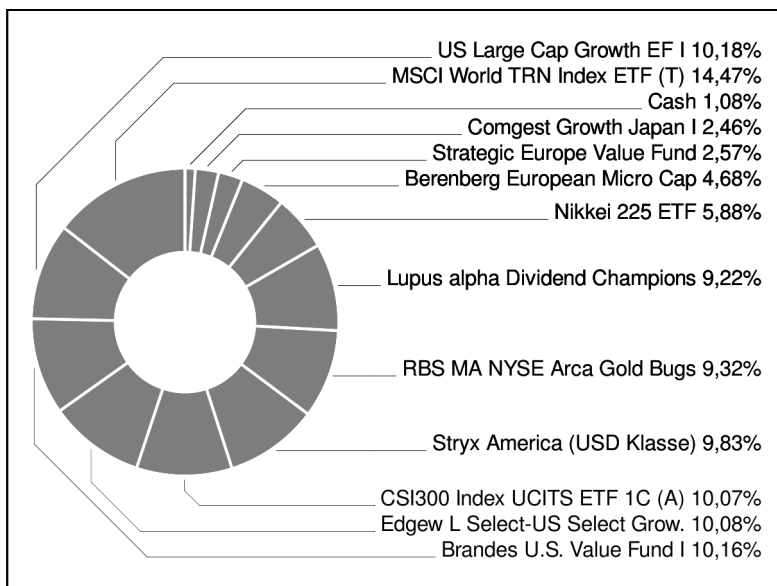 US Large Cap Growth EF I 10,18%
MSCI World TRN Index ETF (T) 14,47%
Cash 1,08%
Comgest Growth Japan I 2,46%
Strategic Europe Value Fund 2,57%
Berenberg European Micro Cap 4,68%
Nikkei 225 ETF 5,88%
Lupus alpha Dividend Champions 9,22%
RBS MA NYSE Arca Gold Bugs 9,32%
Stryx America (USD Klasse) 9,83%
CSI300 Index UCITS ETF 1C (A) 10,07%
Edgew L Select-US Select Grow. 10,08%
Brandes U.S. Value Fund I 10,16%